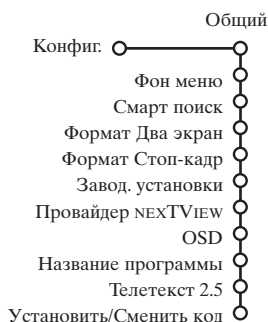 Общий
Конфиг.
Фон меню
Смарт поиск
Формат Два экран
Формат Стоп-кадр
Завод. установки
Провайдер NEXTVIEW
OSD
Название программы
Телетекст 2.5
Установить/Сменить код